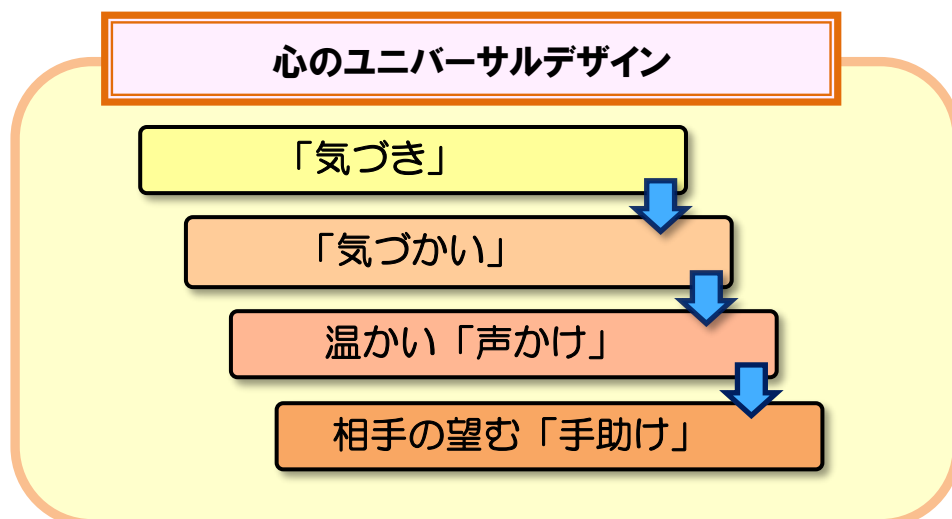 心のユニバーサルデザイン
「気づき」
「気づかい」
温かい「声かけ」
相手の望む「手助け」